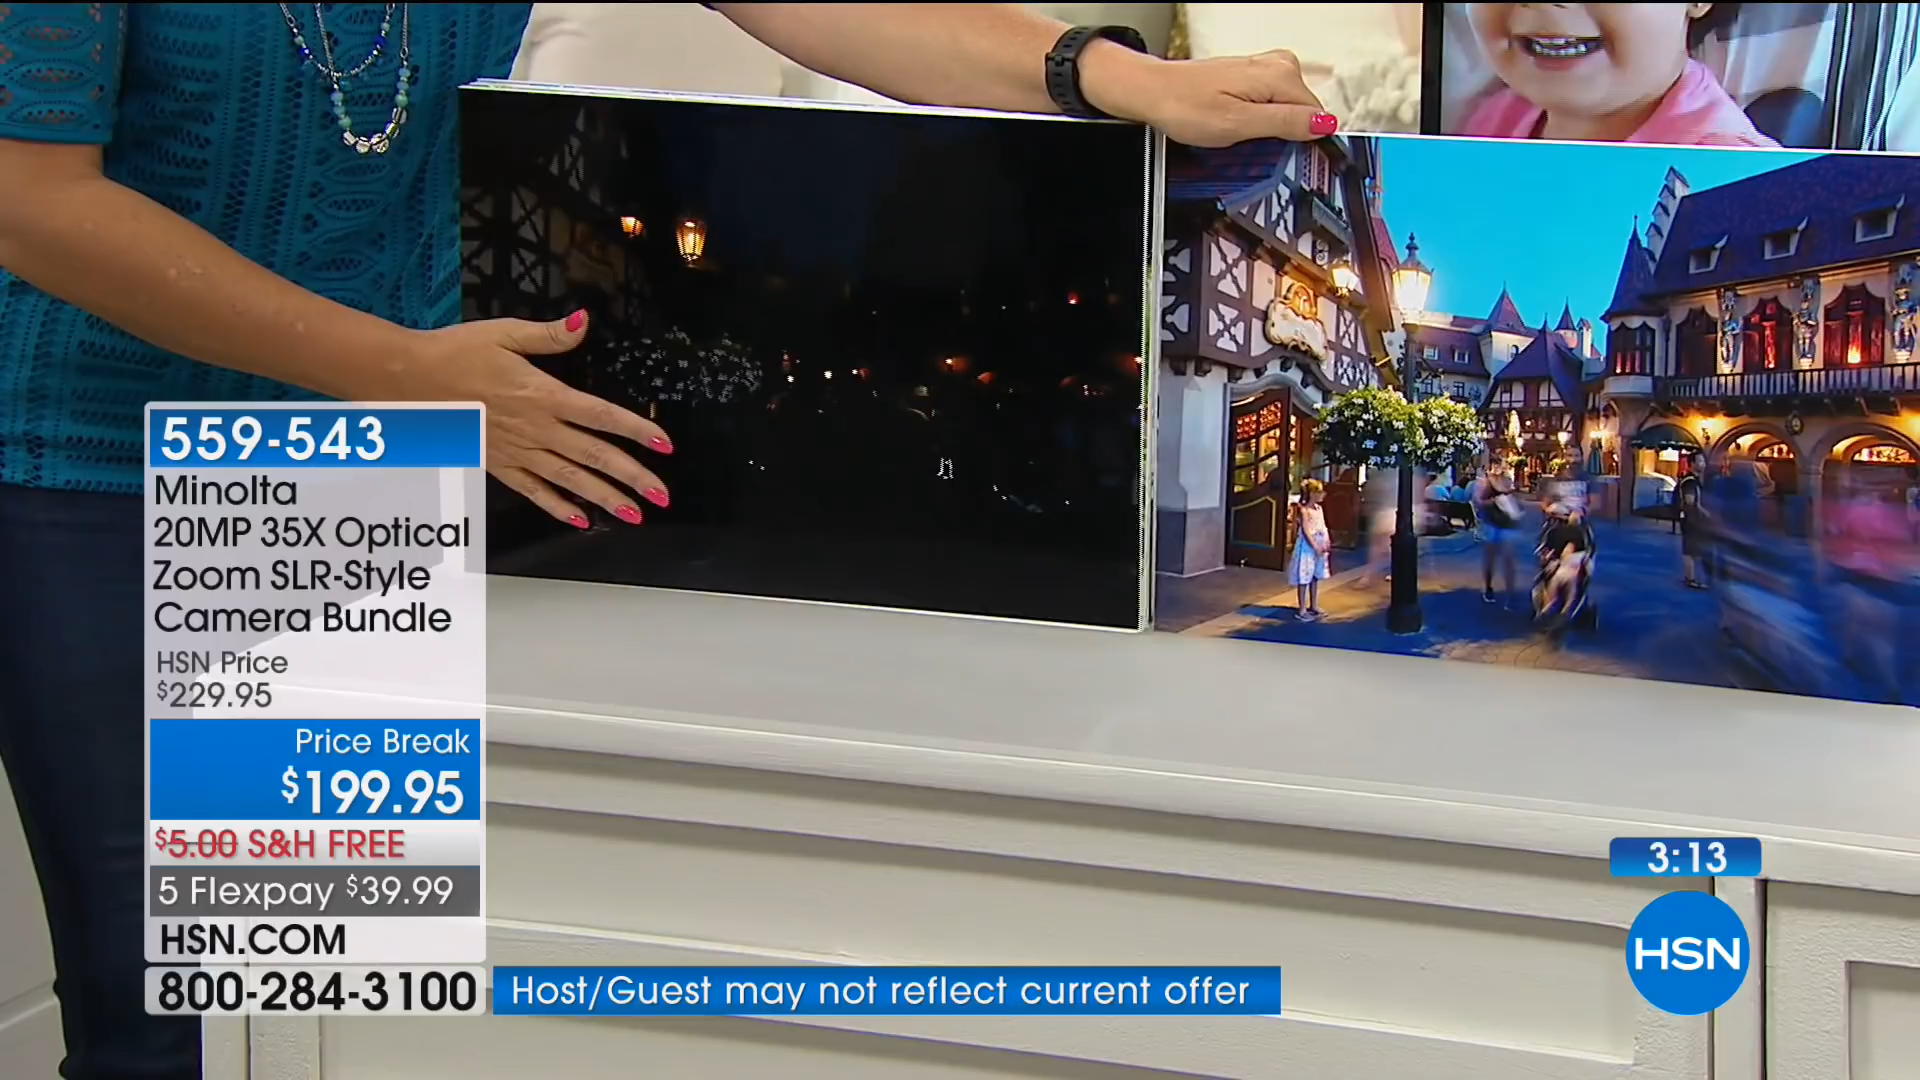 559-543
Minolta
20MP 35X Optical
Zoom SLR-Style
Camera Bundle
HSN Price
$229.95
Price Break
$199.95
$5.00 S&H FREE
5 Flexpay $39.99
HSN.COM
800-284-3100
Host/Guest may not reflect current offer
3:13
HSN